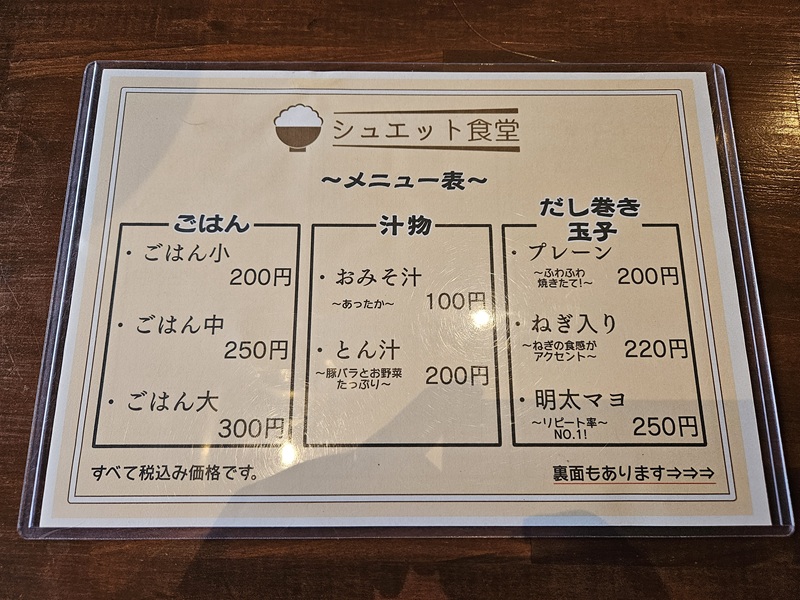 シュエット食堂
～メニュー表～
ごはん
・ごはん小
200円
・ごはん中
250円
・ごはん大
300円
汁物
・おみそ汁
～あったか～
100円
・とん汁
～豚バラとお野菜
たっぷり～
200円
だし巻き
玉子
・プレーン
～ふわふわ
焼きたて!～
200円
・ねぎ入り
～ねぎの食感が
アクセント～
220円
・明太マヨ
～リピート率～
NO.1!
250円
すべて税込み価格です。
裏面もあります⇒⇒⇒